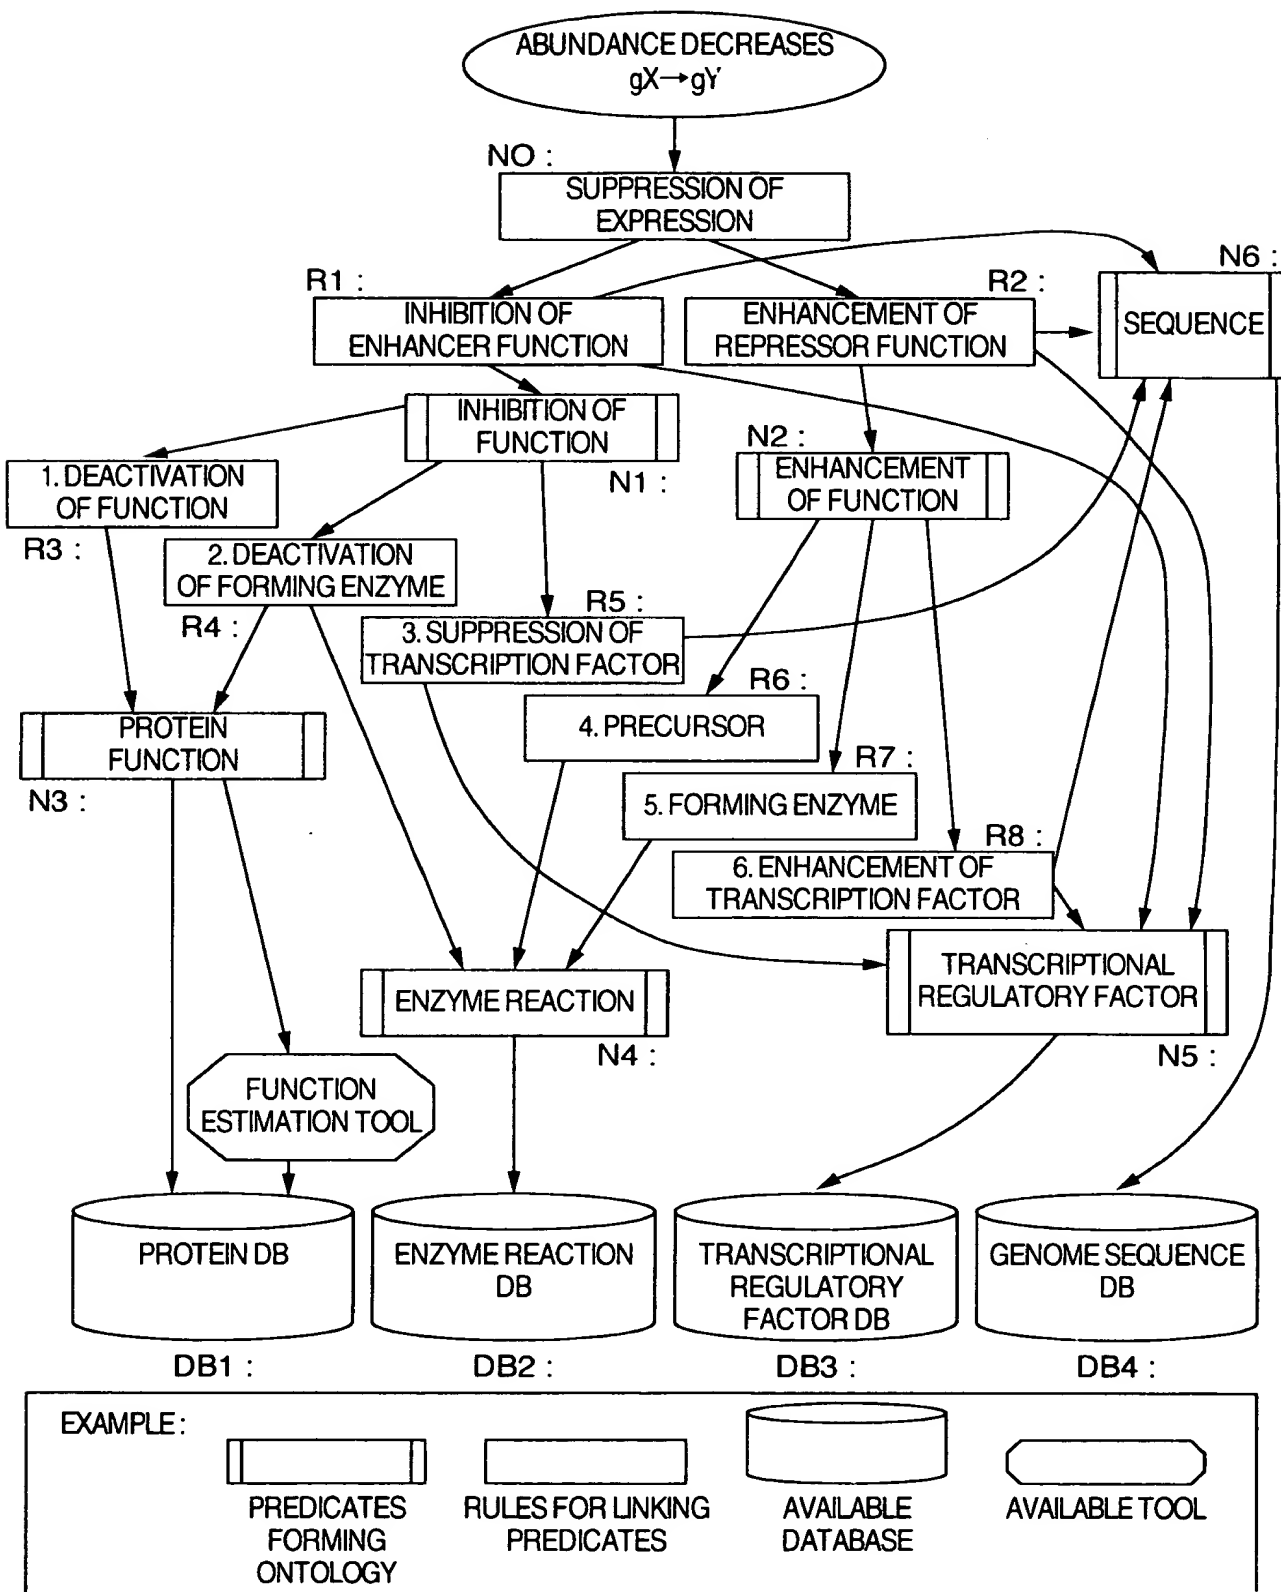 ABUNDANCE DECREASES
gX→gY
NO :
SUPPRESSION OF
EXPRESSION
R1 :
INHIBITION OF
ENHANCER FUNCTION
R2 :
ENHANCEMENT OF
REPRESSOR FUNCTION
N6 :
SEQUENCE
INHIBITION OF
FUNCTION
N1 :
N2 :
ENHANCEMENT
OF FUNCTION
1. DEACTIVATION
OF FUNCTION
R3 :
2. DEACTIVATION
OF FORMING ENZYME
R4 :
R5 :
3. SUPPRESSION OF
TRANSCRIPTION FACTOR
R6 :
4. PRECURSOR
PROTEIN
FUNCTION
N3 :
R7 :
5. FORMING ENZYME
R8 :
6. ENHANCEMENT OF
TRANSCRIPTION FACTOR
ENZYME REACTION
N4 :
TRANSCRIPTIONAL
REGULATORY FACTOR
N5 :
FUNCTION
ESTIMATION TOOL
PROTEIN DB
ENZYME REACTION
DB
TRANSCRIPTIONAL
REGULATORY
FACTOR DB
GENOME SEQUENCE
DB
DB1 :
DB2 :
DB3 :
DB4 :
EXAMPLE :
PREDICATES
FORMING
ONTOLOGY
RULES FOR LINKING
PREDICATES
AVAILABLE
DATABASE
AVAILABLE TOOL